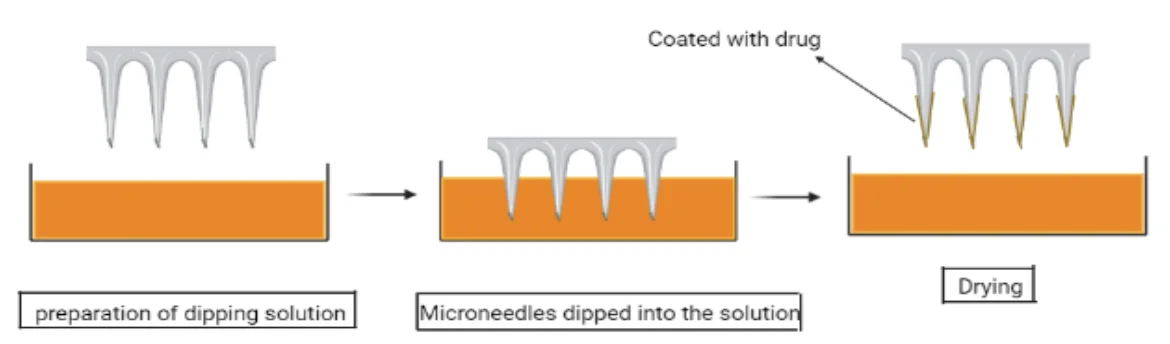 Coated with drug
preparation of dipping solution
Microneedles dipped into the solution
Drying